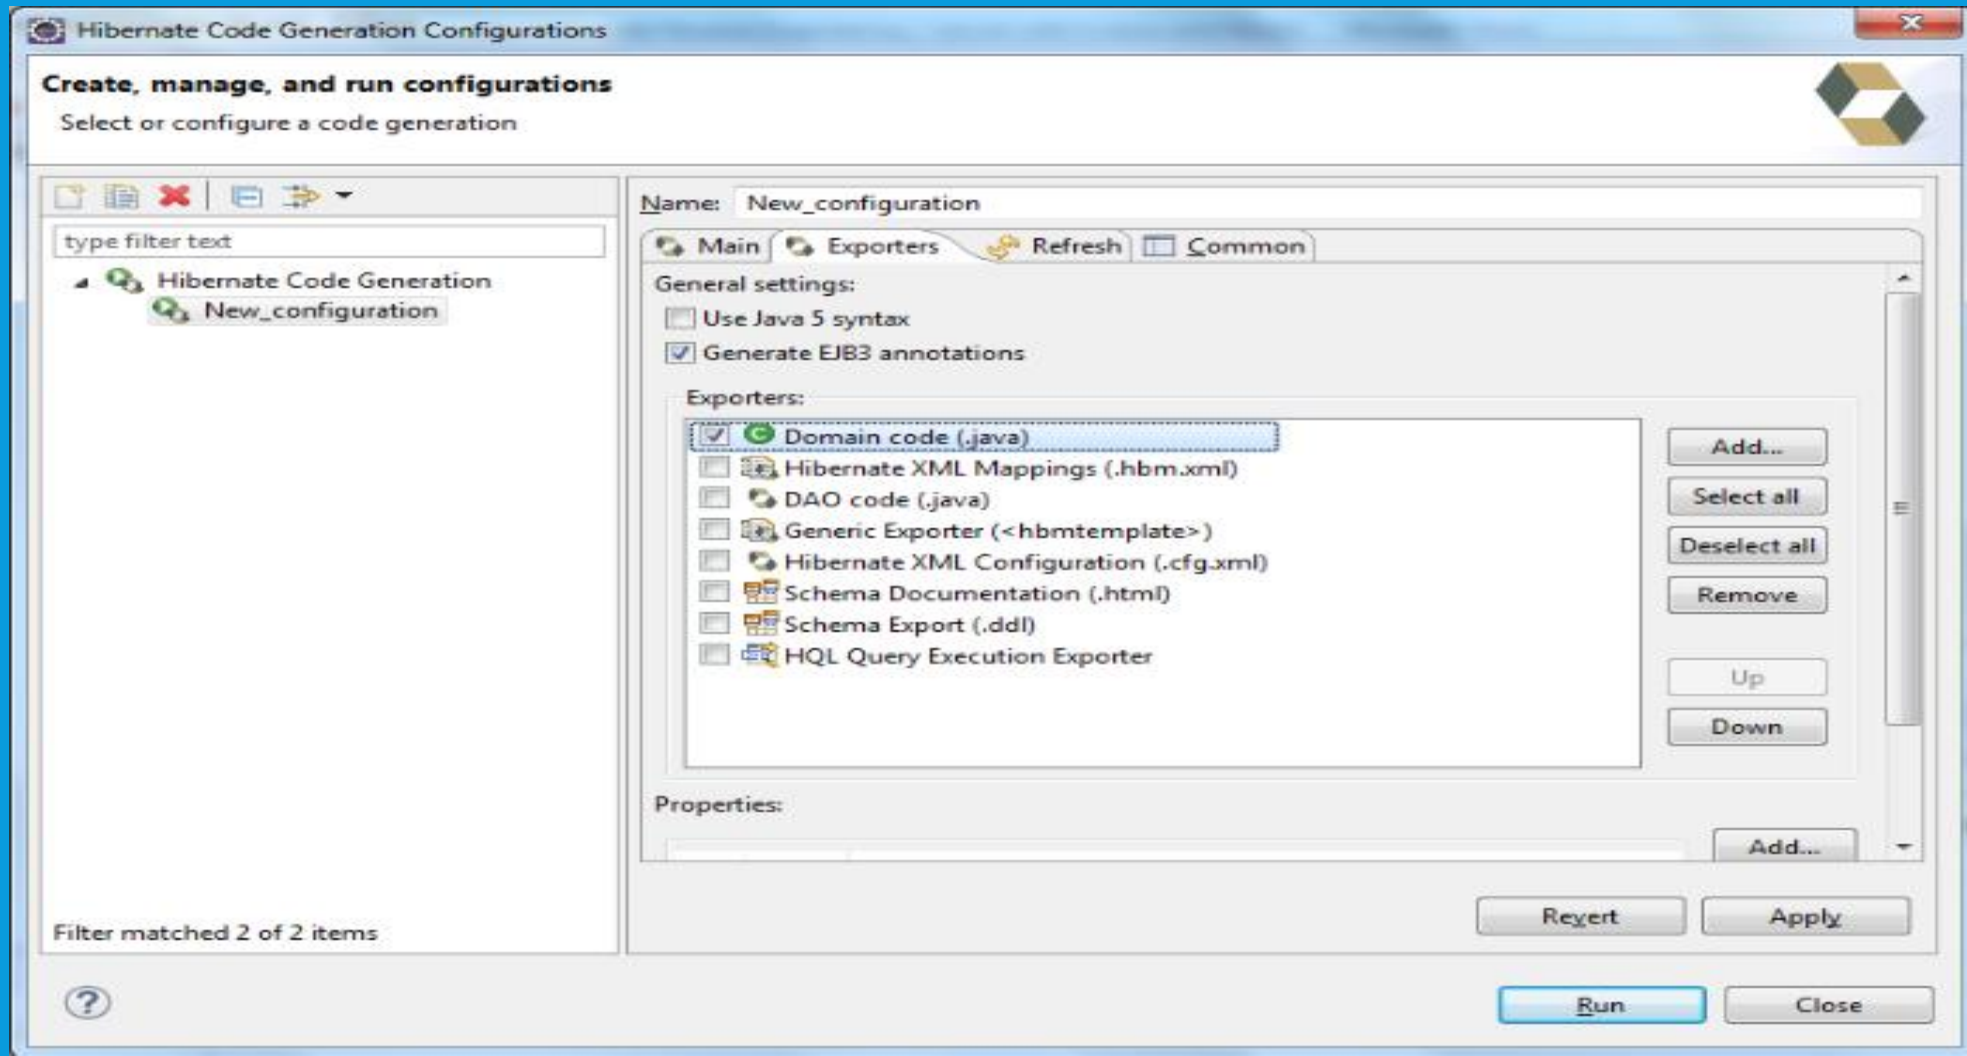 Hibernate Code Generation Configurations
Create, manage, and run configurations
Select or configure a code generation
type filter text
Hibernate Code Generation
New_configuration
Filter matched 2 of 2 items
Name: New_configuration
Main Exporters Refresh Common
General settings:
Use Java 5 syntax
Generate EJB3 annotations
Exporters:
Domain code (.java)
Hibernate XML Mappings (.hbm.xml)
DAO code (.java)
Generic Exporter (<hbmtemplate>)
Hibernate XML Configuration (.cfg.xml)
Schema Documentation (.html)
Schema Export (.ddl)
HQL Query Execution Exporter
Add...
Select all
Deselect all
Remove
Up
Down
Properties:
Add...
Revert Apply
Run Close